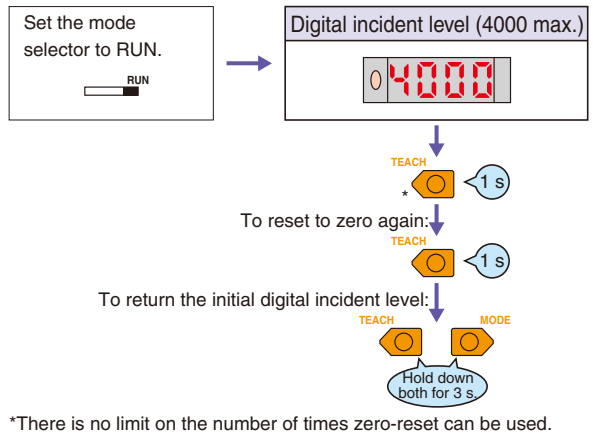 Set the mode
selector to RUN.
RUN
Digital incident level (4000 max.)
4000
TEACH
* 1 s
To reset to zero again:
TEACH
1 s
To return the initial digital incident level:
TEACH
MODE
Hold down
both for 3 s.
*There is no limit on the number of times zero-reset can be used.